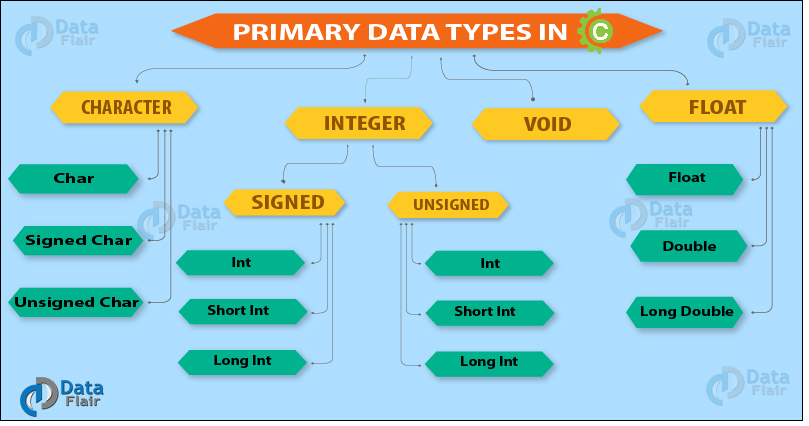 PRIMARY DATA TYPES IN C
CHARACTER
INTEGER
VOID
FLOAT
Char
Signed Char
Unsigned Char
SIGNED
Int
Short Int
Long Int
UNSIGNED
Int
Short Int
Long Int
Float
Double
Long Double
Data
Flair
Data
Flair
Data
Flair
Data
Flair
Data
Flair
Data
Flair